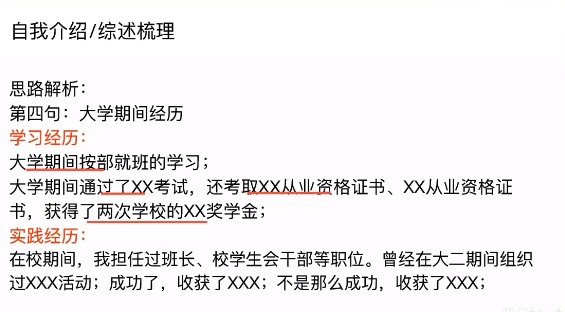 自我介绍/综述梳理
思路解析：
第四句：大学期间经历
学习经历：
大学期间按部就班的学习；
大学期间通过了XX考试，还考取XX从业资格证书、XX从业资格证
书，获得了两次学校的XX奖学金；
实践经历：
在校期间，我担任过班长、校学生会干部等职位。曾经在大二期间组织
过XXX活动；成功了，收获了XXX；不是那么成功，收获了XXX；